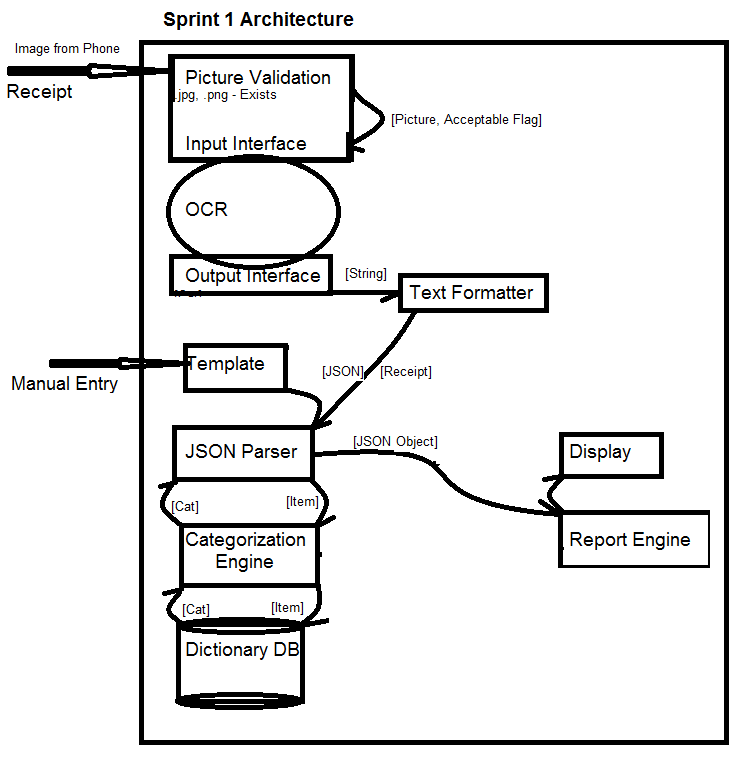 Sprint 1 Architecture
Image from Phone
Receipt
Picture Validation
.jpg, .png - Exists
[Picture, Acceptable Flag]
Input Interface
OCR
Output Interface
[String]
Text Formatter
Template
Manual Entry
[JSON]
[Receipt]
JSON Parser
[JSON Object]
Display
[Cat]
[Item]
Categorization
Engine
Report Engine
[Cat]
[Item]
Dictionary DB